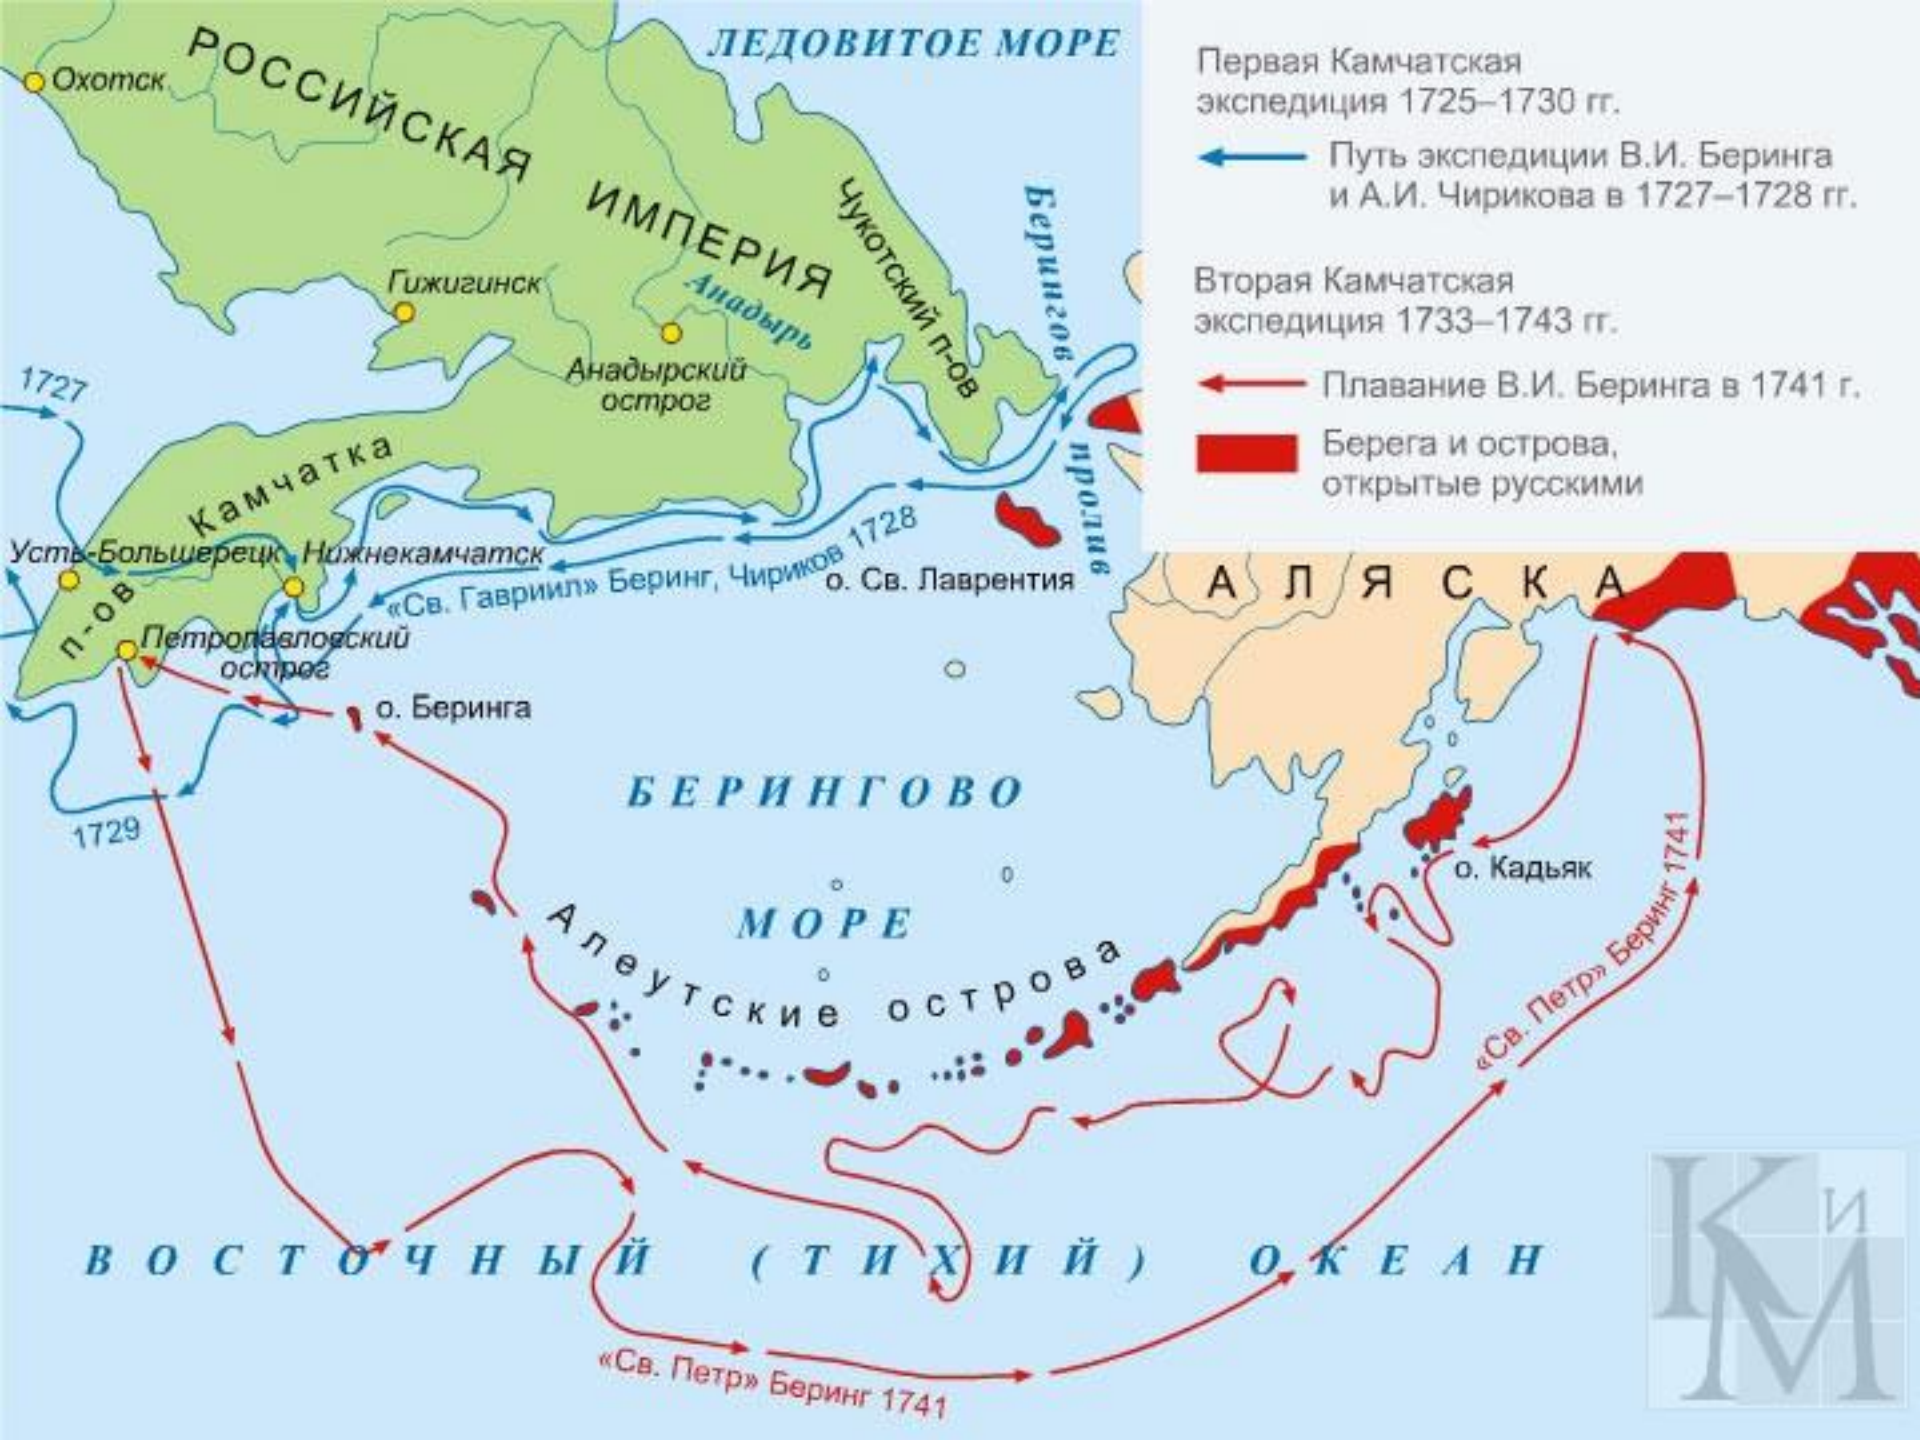 ЛЕДОВИТОЕ МОРЕ
РОССИЙСКАЯ
ИМПЕРИЯ
Охотск
Гижигинск
Анадырь
Анадырский
острог
Чукотский п-ов
Берингов
пролив
1727
п-ов Камчатка
Усть-Большерецк
Нижнекамчатск
Петропавловский
острог
«Св. Гавриил» Беринг, Чириков 1728
о. Св. Лаврентия
о. Беринга
1729
АЛЯСКА
БЕРИНГОВО
МОРЕ
Алеутские острова
о. Кадьяк
«Св. Петр» Беринг 1741
ВОСТОЧНЫЙ (ТИХИЙ) ОКЕАН
«Св. Петр» Беринг 1741
Первая Камчатская
экспедиция 1725–1730 гг.
Путь экспедиции В.И. Беринга
и А.И. Чирикова в 1727–1728 гг.
Вторая Камчатская
экспедиция 1733–1743 гг.
Плавание В.И. Беринга в 1741 г.
Берега и острова,
открытые русскими
К и М